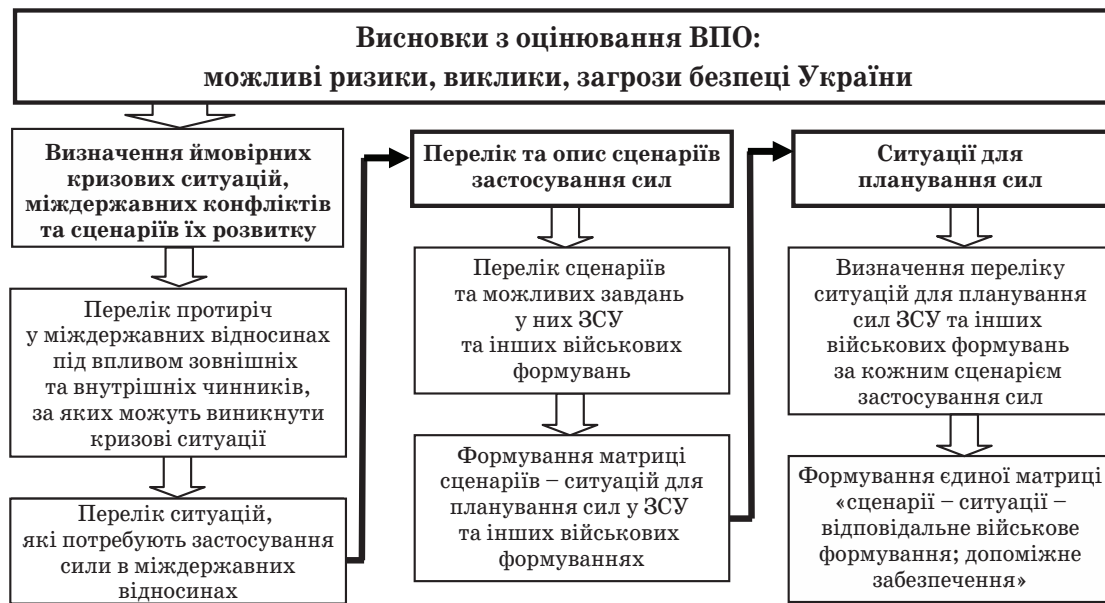 Висновки з оцінювання ВПО:
можливі ризики, виклики, загрози безпеці України
Визначення ймовірних
кризових ситуацій,
міждержавних конфліктів
та сценаріїв їх розвитку
Перелік протиріч
у міждержавних відносинах
під впливом зовнішніх
та внутрішніх чинників,
за яких можуть виникнути
кризові ситуації
Перелік ситуацій,
які потребують застосування
сили в міждержавних
відносинах
Перелік та опис сценаріїв
застосування сил
Перелік сценаріїв
та можливих завдань
у них ЗСУ
та інших військових
формувань
Формування матриці
сценаріїв – ситуацій для
планування сил у ЗСУ
та інших військових
формуваннях
Ситуації для
планування сил
Визначення переліку
ситуацій для планування
сил ЗСУ та інших
військових формувань
за кожним сценарієм
застосування сил
Формування єдиної матриці
«сценарії – ситуації –
відповідальне військове
формування; допоміжне
забезпечення»